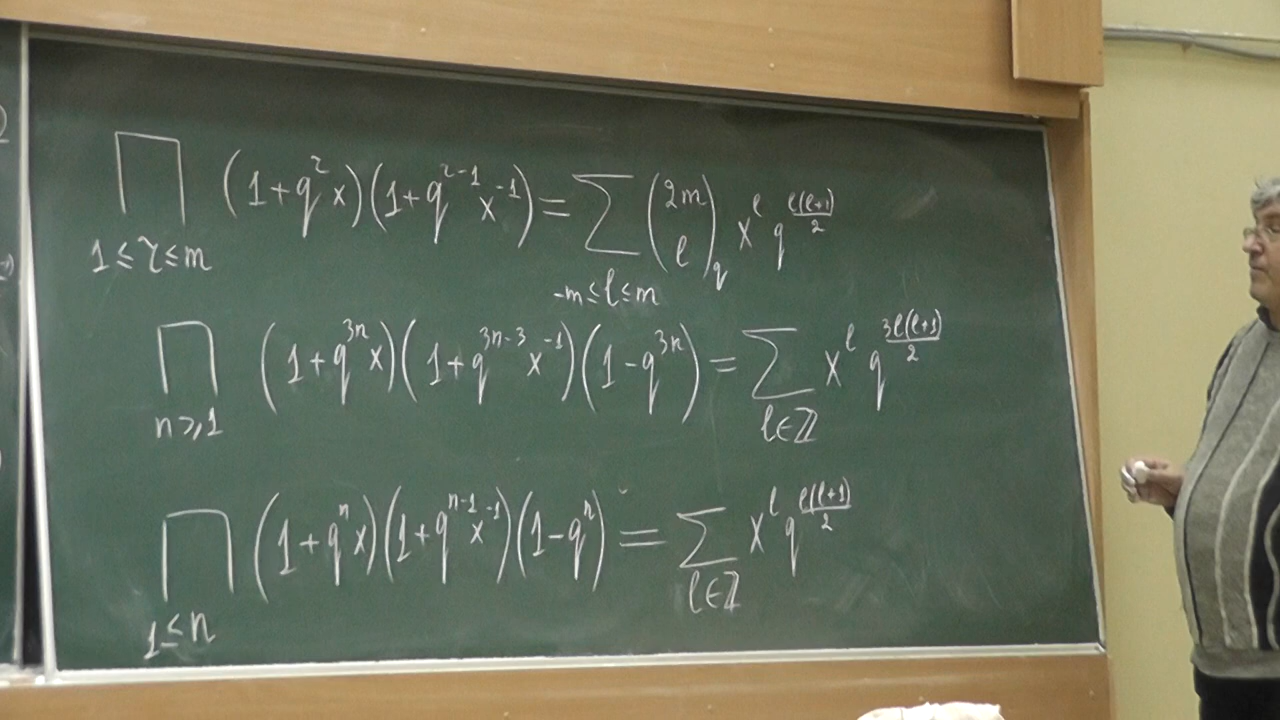 ∏_{1≤r≤m} (1+q^r x)(1+q^{r-1} x^{-1}) = ∑_{-m≤l≤m} (2m l)_q x^l q^{l(l+1)/2}
∏_{n≥1} (1+q^{3n} x)(1+q^{3n-3} x^{-1})(1-q^{3n}) = ∑_{l∈ℤ} x^l q^{3l(l+1)/2}
∏_{1≤n} (1+q^n x)(1+q^{n-1} x^{-1})(1-q^n) = ∑_{l∈ℤ} x^l q^{l(l+1)/2}